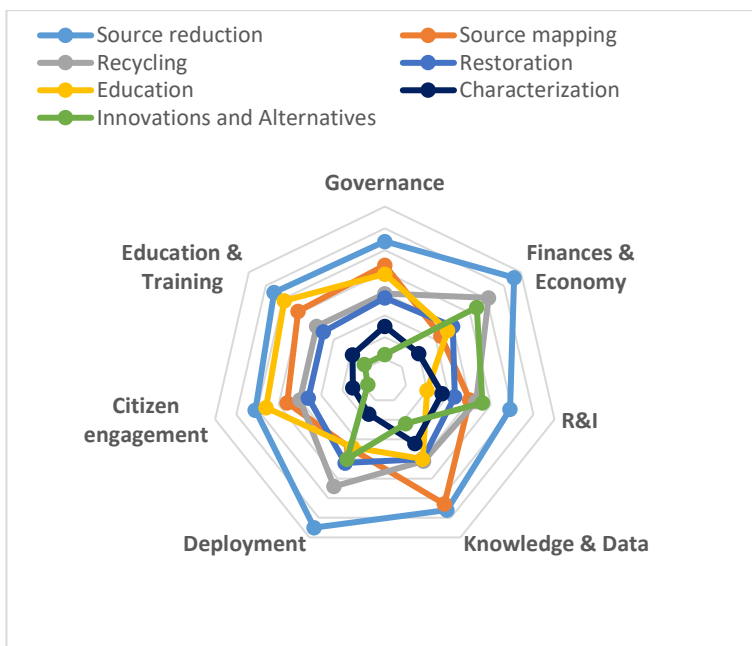 Source reduction
Source mapping
Recycling
Restoration
Education
Characterization
Innovations and Alternatives
Governance
Education &
Training
Finances &
Economy
Citizen
engagement
R&I
Deployment
Knowledge & Data